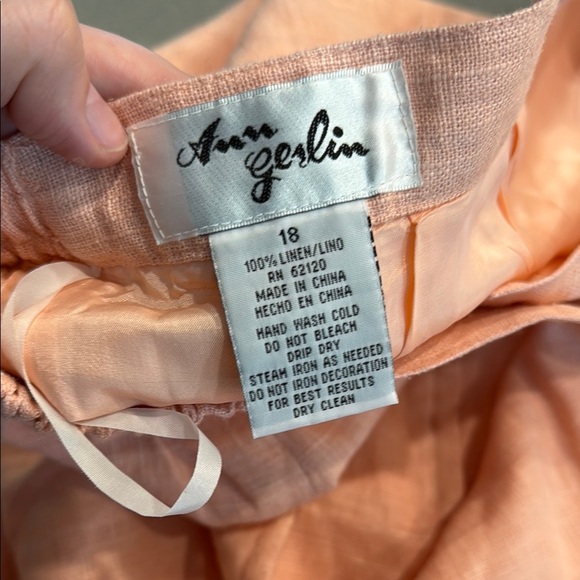 Ann
Gerlin
18
100% LINEN/LINO
RN 62120
MADE IN CHINA
HECHO EN CHINA
HAND WASH COLD
DO NOT BLEACH
DRIP DRY
STEAM IRON AS NEEDED
DO NOT IRON DECORATION
FOR BEST RESULTS
DRY CLEAN